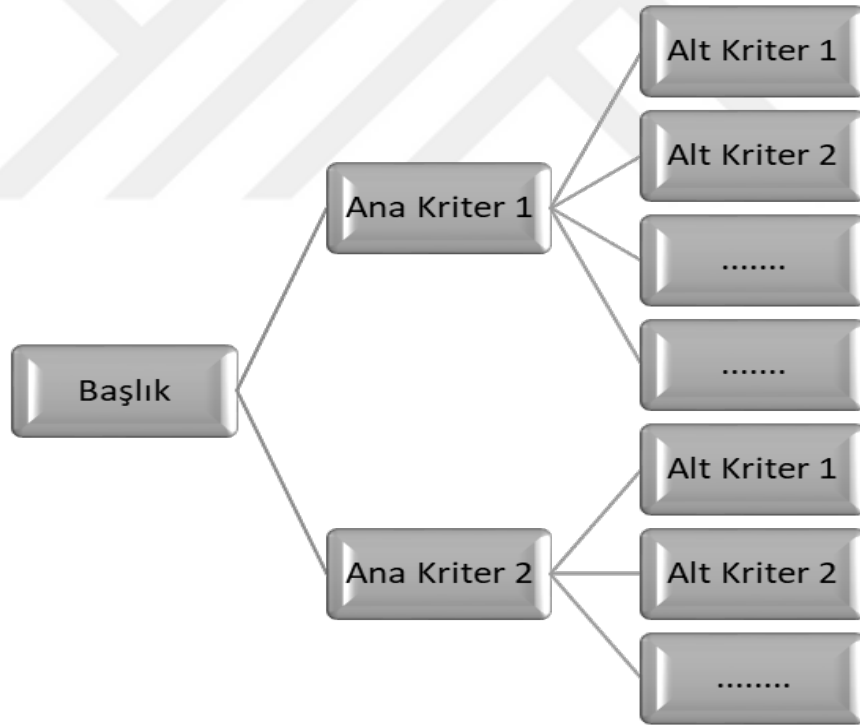 Başlık
Ana Kriter 1
Alt Kriter 1
Alt Kriter 2
.......
.......
Ana Kriter 2
Alt Kriter 1
Alt Kriter 2
........